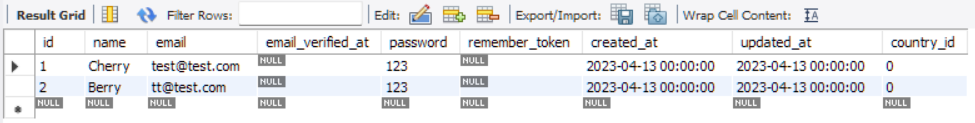 Result Grid Filter Rows: Edit: Export/Import: Wrap Cell Content: IA
id name email email_verified_at password remember_token created_at updated_at country_id
1 Cherry test@test.com NULL 123 NULL 2023-04-13 00:00:00 2023-04-13 00:00:00 0
2 Berry tt@test.com NULL 123 NULL 2023-04-13 00:00:00 2023-04-13 00:00:00 0
NULL NULL NULL NULL NULL NULL NULL NULL NULL